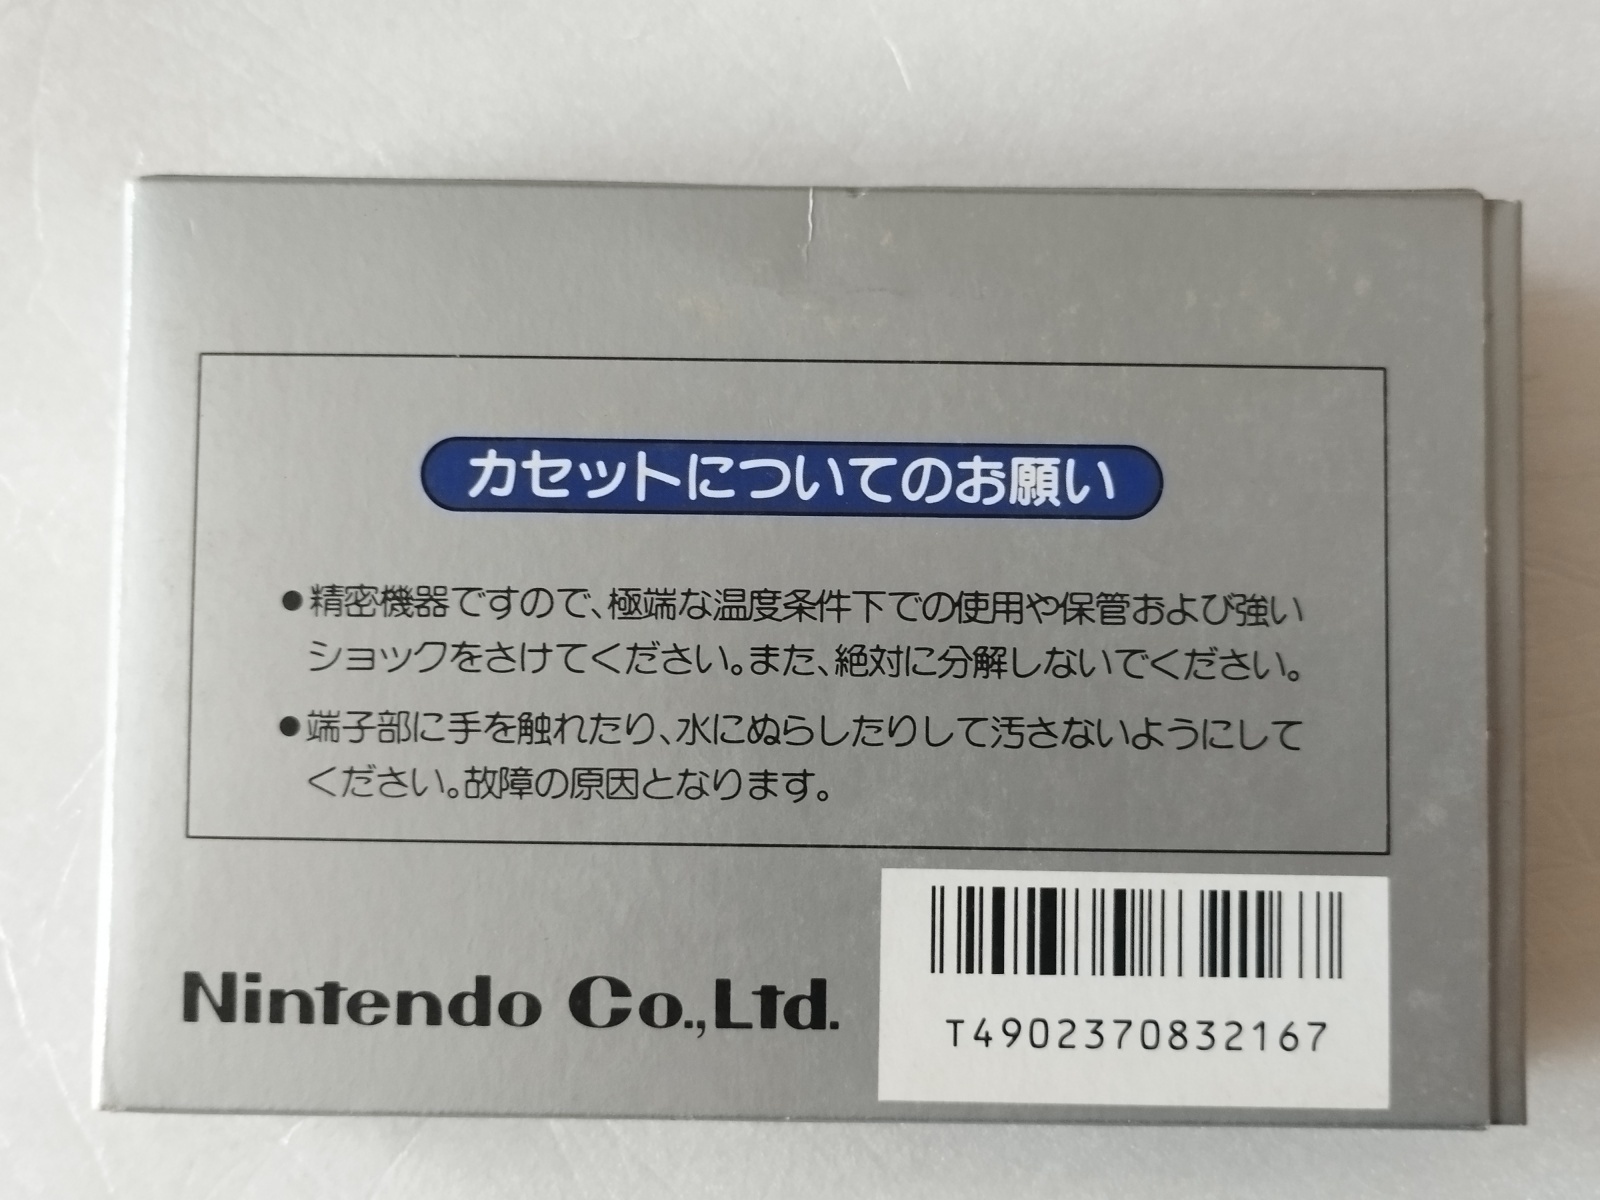 カセットについてのお願い
●精密機器ですので、極端な温度条件下での使用や保管および強い
ショックをさけてください。また、絶対に分解しないでください。
●端子部に手を触れたり、水にぬらしたりして汚さないようにして
ください。故障の原因となります。
Nintendo Co.,Ltd.
T4902370832167